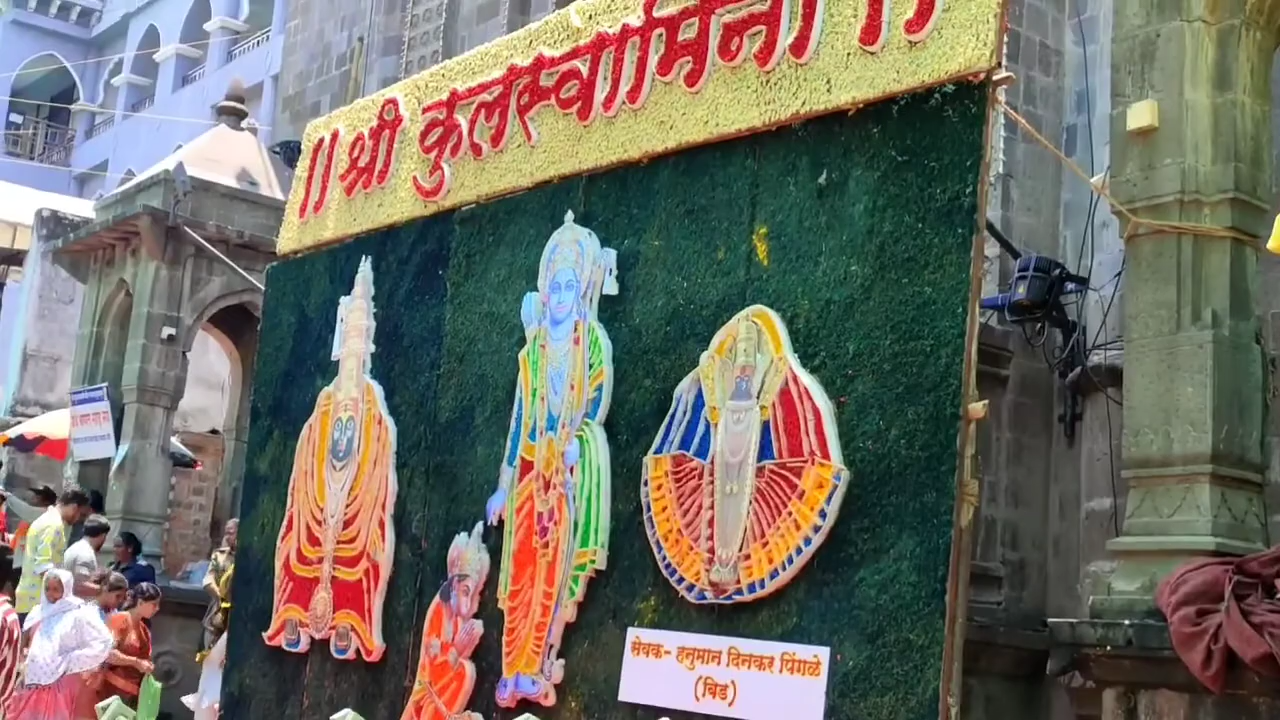 ।। श्री कुलस्वामिनी ।।
सेवक- हनुमान दिनकर पिंगळे
(बिड)